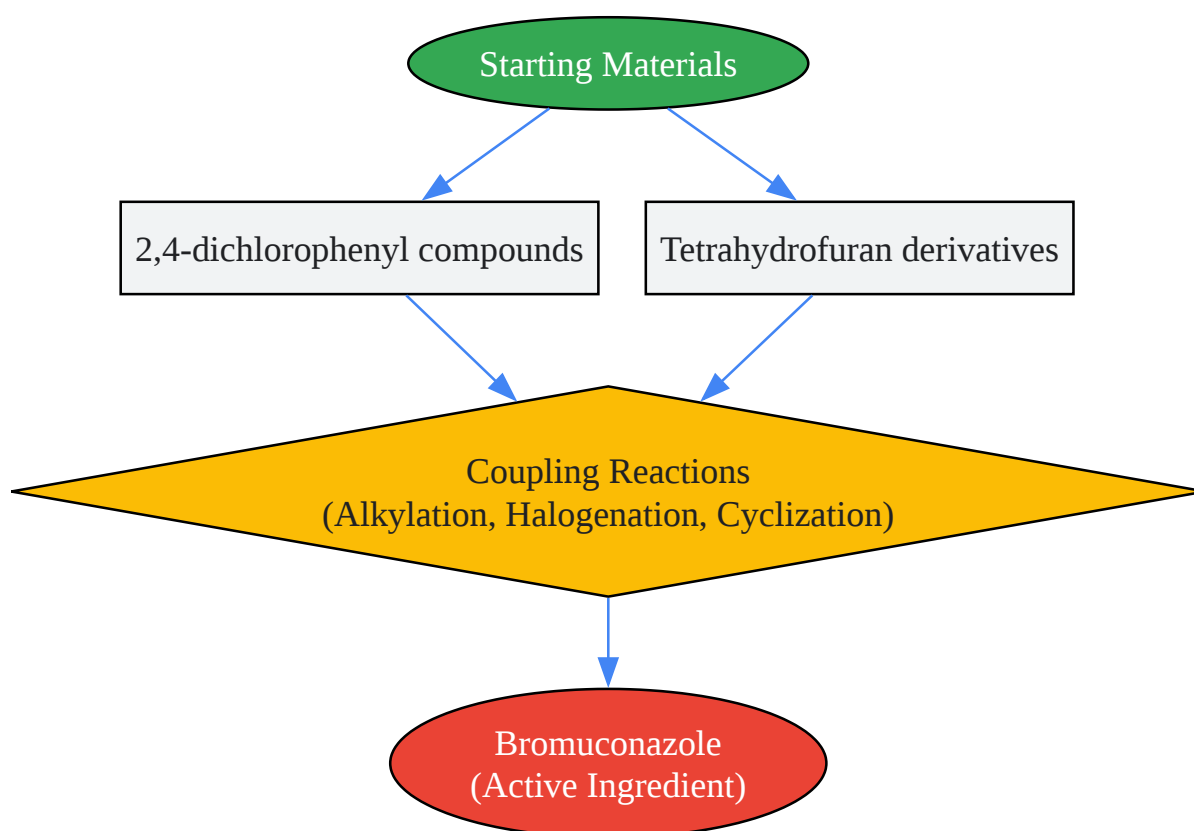 Starting Materials
2,4-dichlorophenyl compounds
Tetrahydrofuran derivatives
Coupling Reactions
(Alkylation, Halogenation, Cyclization)
Bromuconazole
(Active Ingredient)